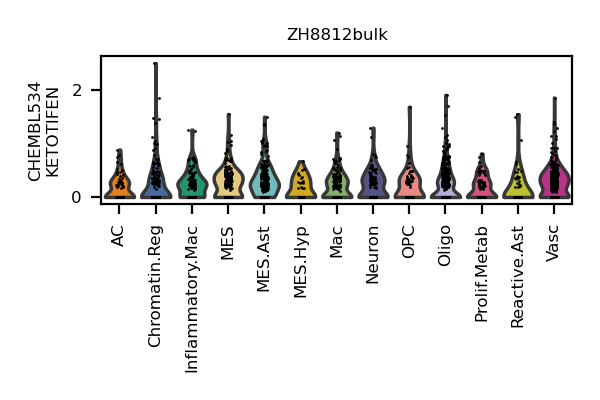 ZH8812bulk
CHEMBL534
KETOTIFEN
2
0
AC
Chromatin.Reg
Inflammatory.Mac
MES
MES.Ast
MES.Hyp
Mac
Neuron
OPC
Oligo
Prolif.Metab
Reactive.Ast
Vasc